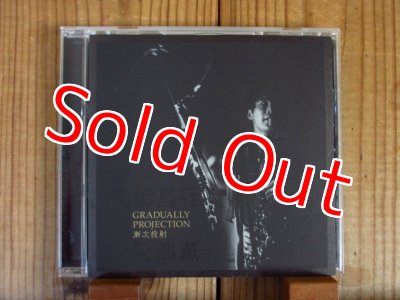 Sold Out
GRADUALLY
PROJECTION
漸次投射